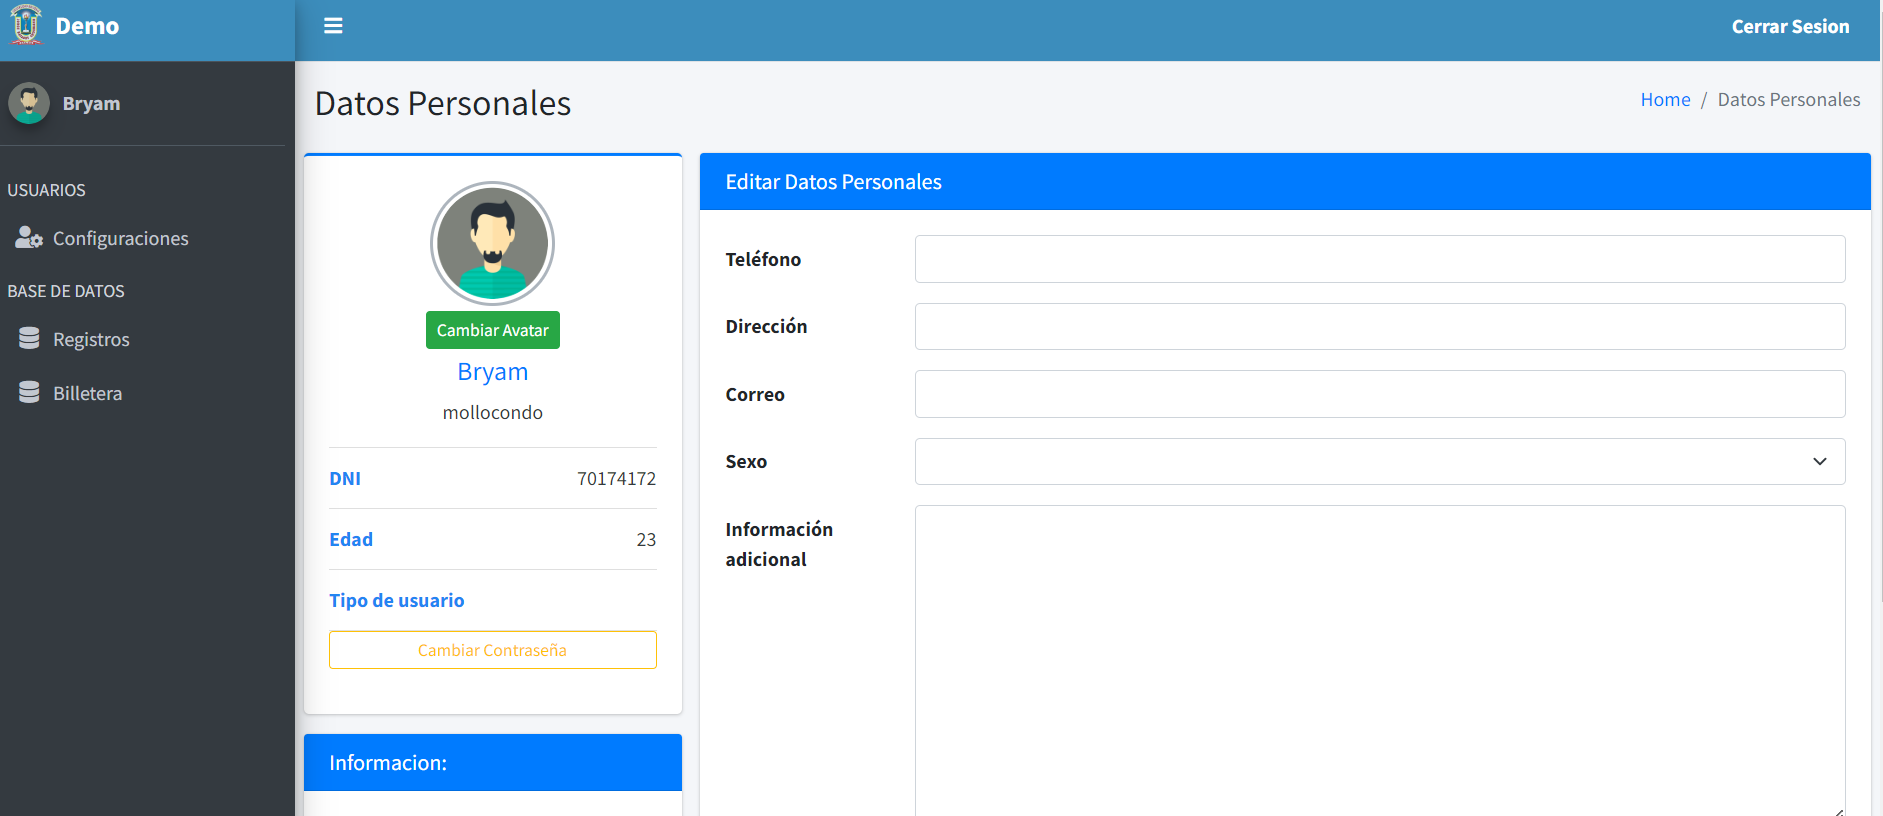 Demo
Cerrar Sesion
Bryam
USUARIOS
Configuraciones
BASE DE DATOS
Registros
Billetera
Datos Personales
Home / Datos Personales
Cambiar Avatar
Bryam
mollocondo
DNI 70174172
Edad 23
Tipo de usuario
Cambiar Contraseña
Informacion:
Editar Datos Personales
Teléfono
Dirección
Correo
Sexo
Información
adicional